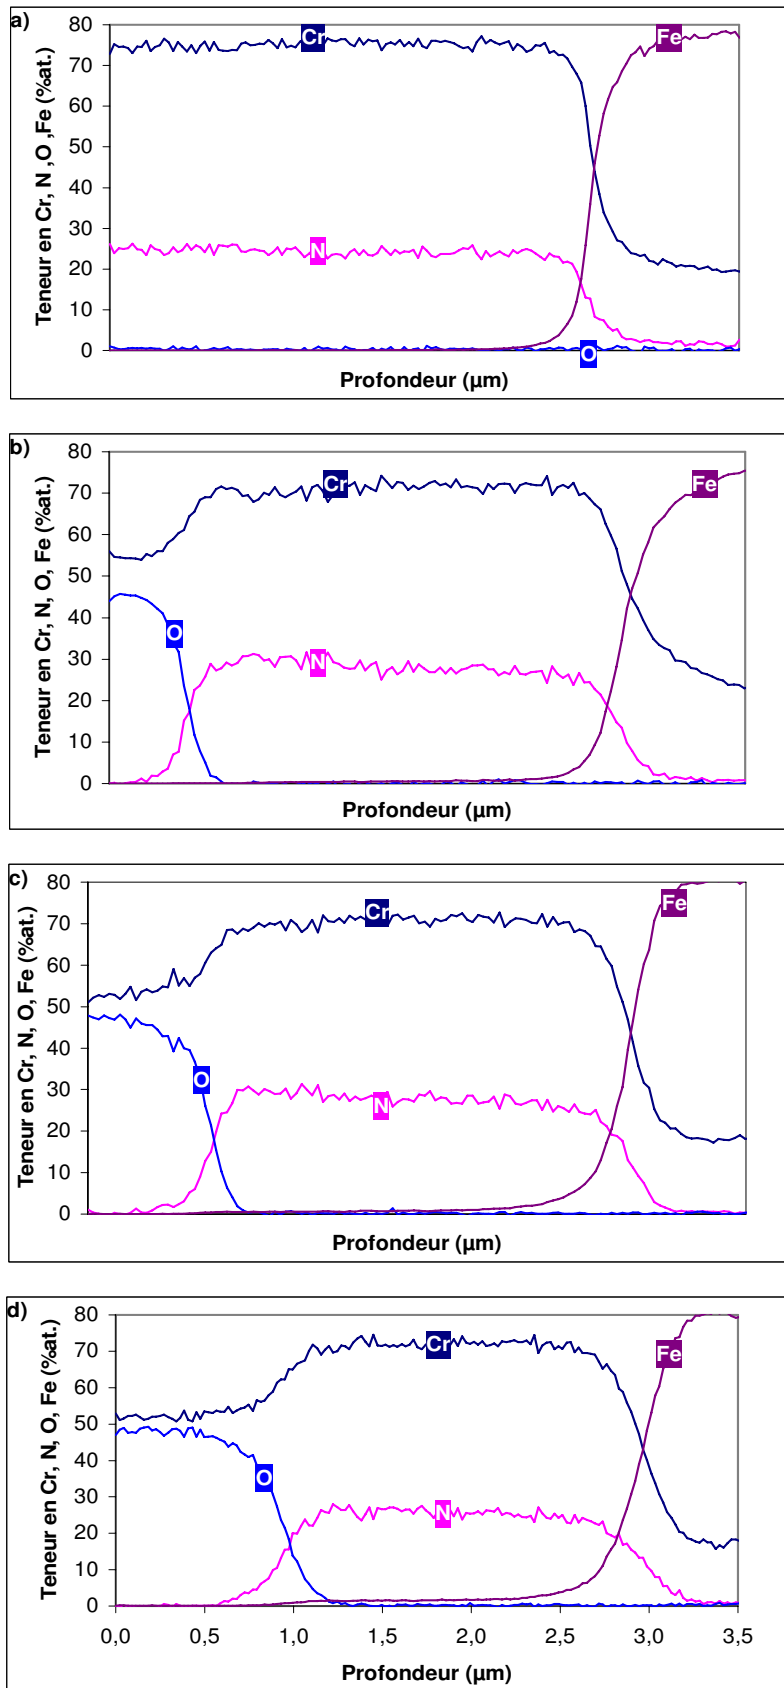 a)
80
70
60
50
40
30
20
10
0
Teneur en Cr, N ,O ,Fe (%at.)
Cr
Fe
N
O
Profondeur (µm)
b)
80
70
60
50
40
30
20
10
0
Teneur en Cr, N, O, Fe (%at.)
Cr
Fe
O
N
Profondeur (µm)
c)
80
70
60
50
40
30
20
10
0
Teneur en Cr, N, O, Fe (%at.)
Cr
Fe
O
N
Profondeur (µm)
d)
80
70
60
50
40
30
20
10
0
Teneur en Cr, N, O, Fe (%at.)
Cr
Fe
O
N
0,0 0,5 1,0 1,5 2,0 2,5 3,0 3,5
Profondeur (µm)